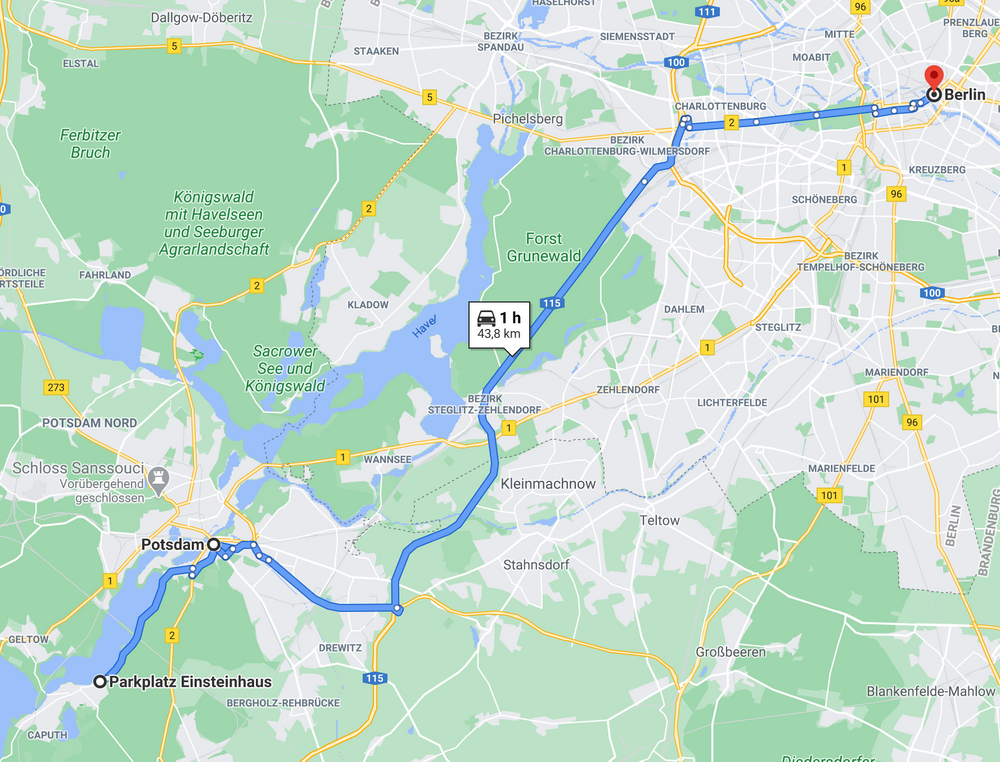 HASELHORST
Dallgow-Döberitz
111
96
96a
PRENZLAUER
BERG
5
STAAKEN
BEZIRK
SPANDAU
SIEMENSSTADT
MITTE
ELSTAL
100
MOABIT
5
CHARLOTTENBURG
Berlin
Pichelsberg
2
Ferbitzer
Bruch
BEZIRK
CHARLOTTENBURG-WILMERSDORF
1
KREUZBERG
Königswald
mit Havelseen
und Seeburger
Agrarlandschaft
2
SCHÖNEBERG
96
Forst
Grunewald
BEZIRK
TEMPELHOF-SCHÖNEBERG
FAHRLAND
2
100
KLADOW
115
DAHLEM
1 h
43,8 km
Havel
STEGLITZ
1
Sacrower
See und
Königswald
273
MARIENDORF
BEZIRK
STEGLITZ-ZEHLENDORF
ZEHLENDORF
LICHTERFELDE
101
POTSDAM NORD
1
96
1
WANNSEE
Schloss Sanssouci
Vorübergehend
geschlossen
MARIENFELDE
Kleinmachnow
101
Teltow
BERLIN
BRANDENBURG
Potsdam
Stahnsdorf
1
GELTOW
2
DREWITZ
Großbeeren
Parkplatz Einsteinhaus
115
BERGHOLZ-REHBRÜCKE
Blankenfelde-Mahlow
CAPUTH
Diedersdorfer